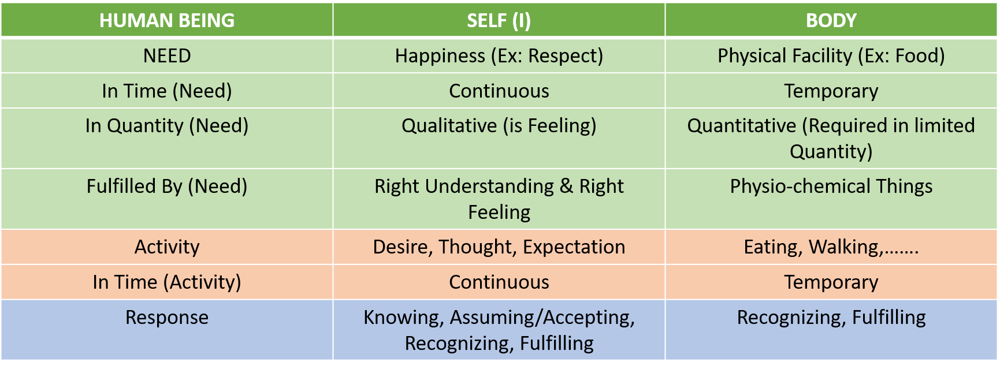 HUMAN BEING SELF (I) BODY
NEED Happiness (Ex: Respect) Physical Facility (Ex: Food)
In Time (Need) Continuous Temporary
In Quantity (Need) Qualitative (is Feeling) Quantitative (Required in limited
Quantity)
Fulfilled By (Need) Right Understanding & Right Physio-chemical Things
Feeling
Activity Desire, Thought, Expectation Eating, Walking,…….
In Time (Activity) Continuous Temporary
Response Knowing, Assuming/Accepting, Recognizing, Fulfilling
Recognizing, Fulfilling